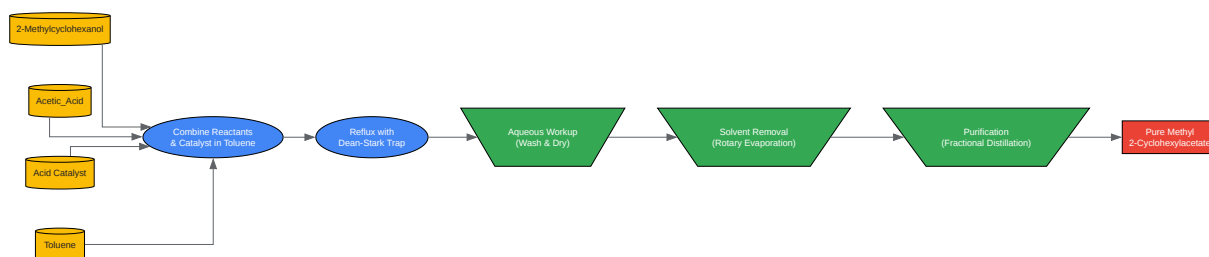 2-Methylcyclohexanol
Acetic_Acid
Acid Catalyst
Toluene
Combine Reactants
& Catalyst in Toluene
Reflux with
Dean-Stark Trap
Aqueous Workup
(Wash & Dry)
Solvent Removal
(Rotary Evaporation)
Purification
(Fractional Distillation)
Pure Methyl
2-Cyclohexylacetate